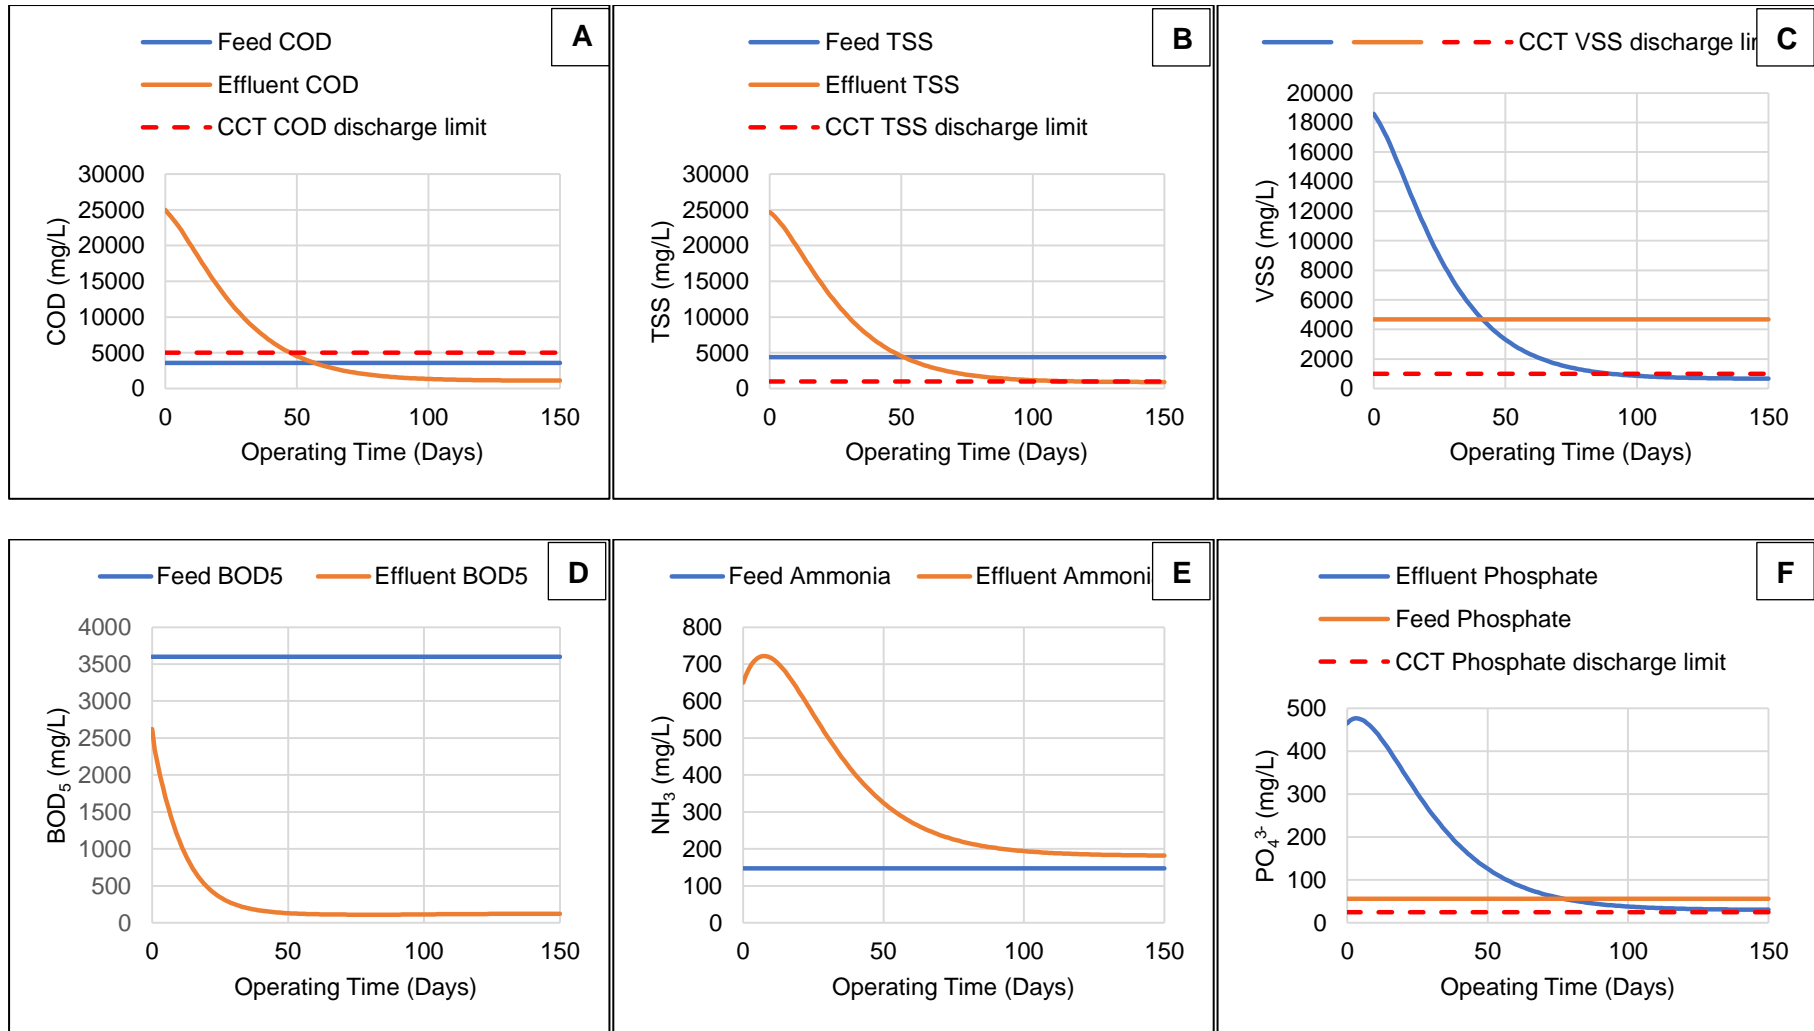 A
Feed COD
Effluent COD
CCT COD discharge limit
30000
25000
20000
15000
10000
5000
0
COD (mg/L)
0 50 100 150
Operating Time (Days)
B
Feed TSS
Effluent TSS
CCT TSS discharge limit
30000
25000
20000
15000
10000
5000
0
TSS (mg/L)
0 50 100 150
Operating Time (Days)
C
CCT VSS discharge
20000
18000
16000
14000
12000
10000
8000
6000
4000
2000
0
VSS (mg/L)
0 50 100 150
Operating Time (Days)
D
Feed BOD5 Effluent BOD5
4000
3500
3000
2500
2000
1500
1000
500
0
BOD5 (mg/L)
0 50 100 150
Operating Time (Days)
E
Feed Ammonia Effluent Ammoni
800
700
600
500
400
300
200
100
0
NH3 (mg/L)
0 50 100 150
Operating Time (Days)
F
Effluent Phosphate
Feed Phosphate
CCT Phosphate discharge limit
500
400
300
200
100
0
PO4³⁻ (mg/L)
0 50 100 150
Opeating Time (Days)